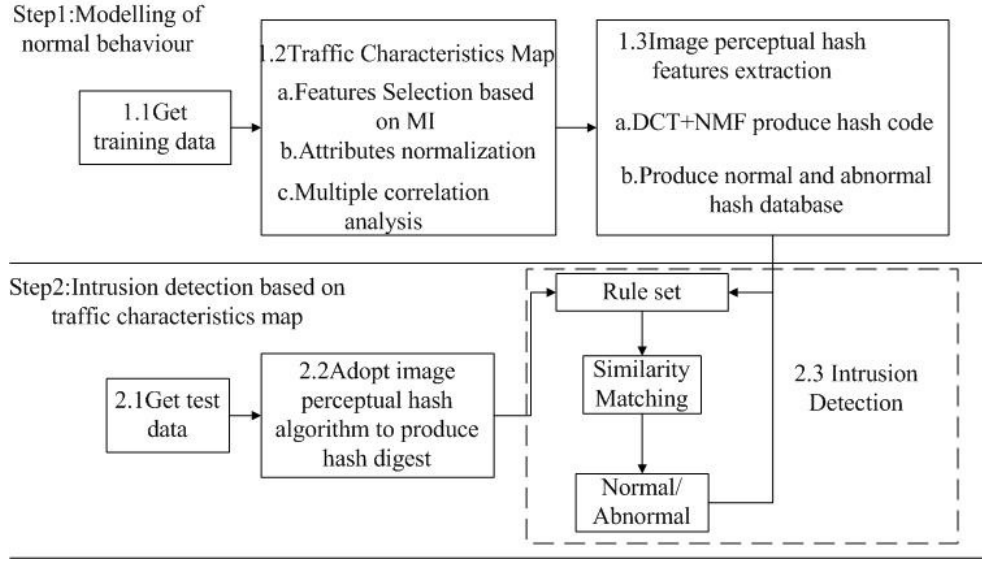 Step1:Modelling of
normal behaviour
1.1Get
training data
1.2Traffic Characteristics Map
a.Features Selection based
on MI
b.Attributes normalization
c.Multiple correlation
analysis
1.3Image perceptual hash
features extraction
a.DCT+NMF produce hash code
b.Produce normal and abnormal
hash database
Step2:Intrusion detection based on
traffic characteristics map
2.1Get test
data
2.2Adopt image
perceptual hash
algorithm to produce
hash digest
Rule set
Similarity
Matching
Normal/
Abnormal
2.3 Intrusion
Detection